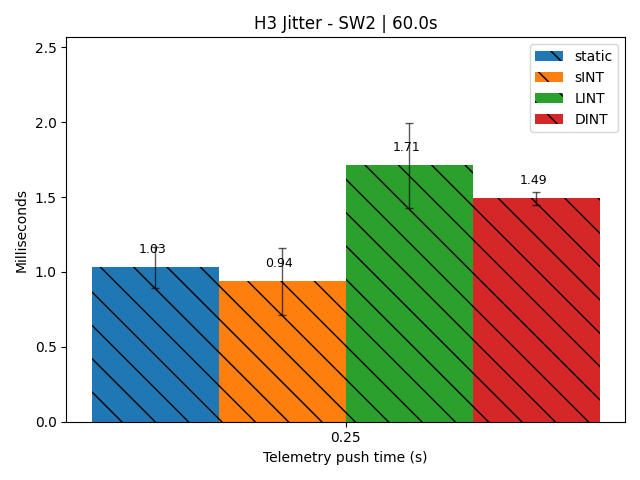 H3 Jitter - SW2 | 60.0s
2.5
2.0
1.5
1.0
0.5
0.0
Milliseconds
static
sINT
LINT
DINT
1.03
0.94
1.71
1.49
0.25
Telemetry push time (s)